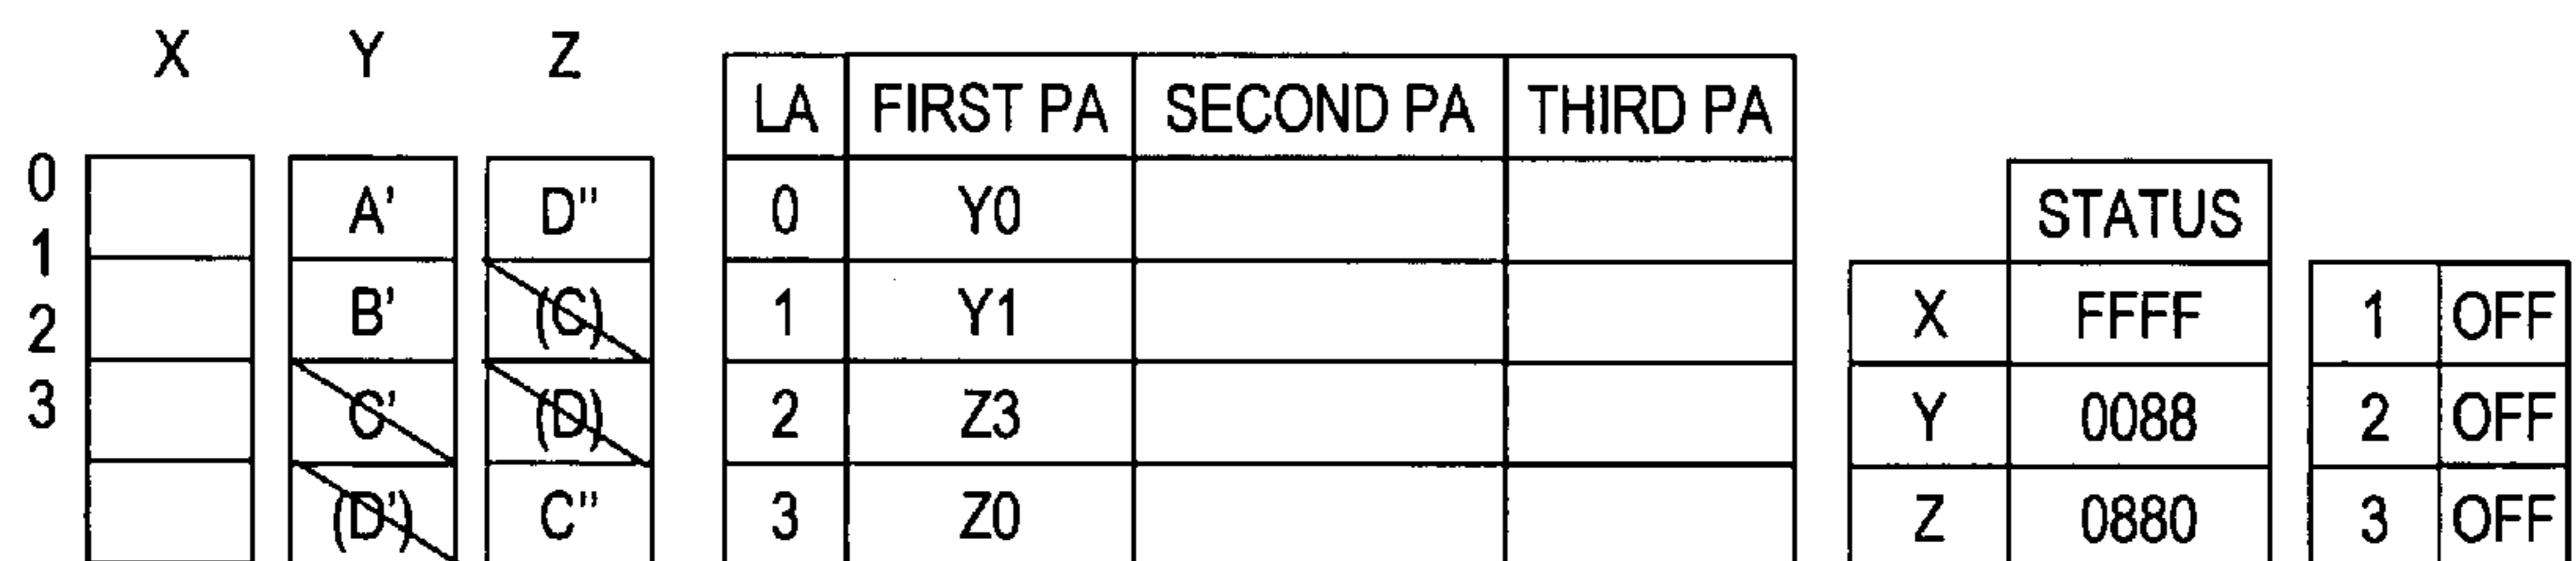 X Y Z
LA FIRST PA SECOND PA THIRD PA
0 A' D" 0 Y0 STATUS
1 B' (C) 1 Y1 X FFFF 1 OFF
2 C' (D) 2 Z3 Y 0088 2 OFF
3 (D') C" 3 Z0 Z 0880 3 OFF